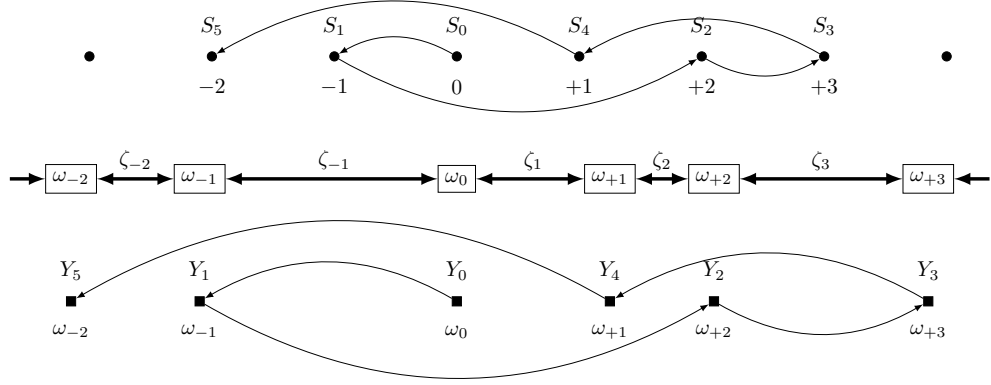 S₅ S₁ S₀ S₄ S₂ S₃
−2 −1 0 +1 +2 +3
ζ₋₂ ζ₋₁ ζ₁ ζ₂ ζ₃
ω₋₂ ω₋₁ ω₀ ω₊₁ ω₊₂ ω₊₃
Y₅ Y₁ Y₀ Y₄ Y₂ Y₃
ω₋₂ ω₋₁ ω₀ ω₊₁ ω₊₂ ω₊₃